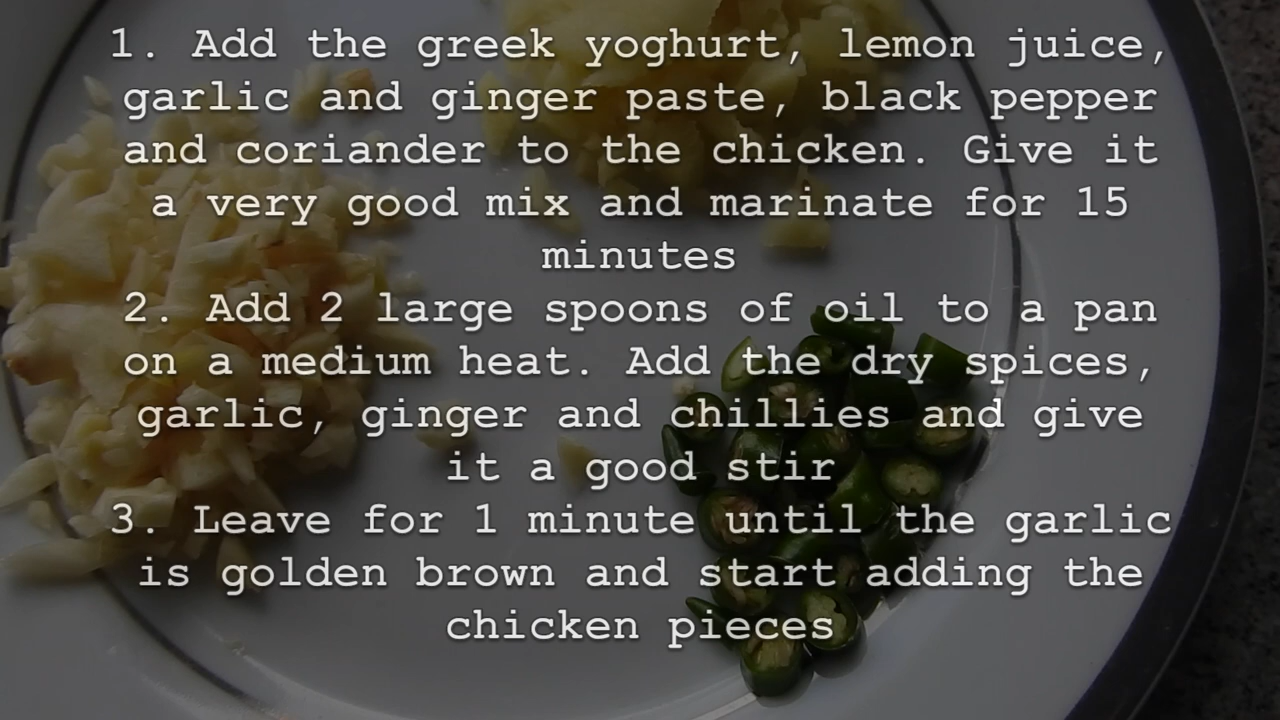 1. Add the greek yoghurt, lemon juice,
garlic and ginger paste, black pepper
and coriander to the chicken. Give it
a very good mix and marinate for 15
minutes
2. Add 2 large spoons of oil to a pan
on a medium heat. Add the dry spices,
garlic, ginger and chillies and give
it a good stir
3. Leave for 1 minute until the garlic
is golden brown and start adding the
chicken pieces